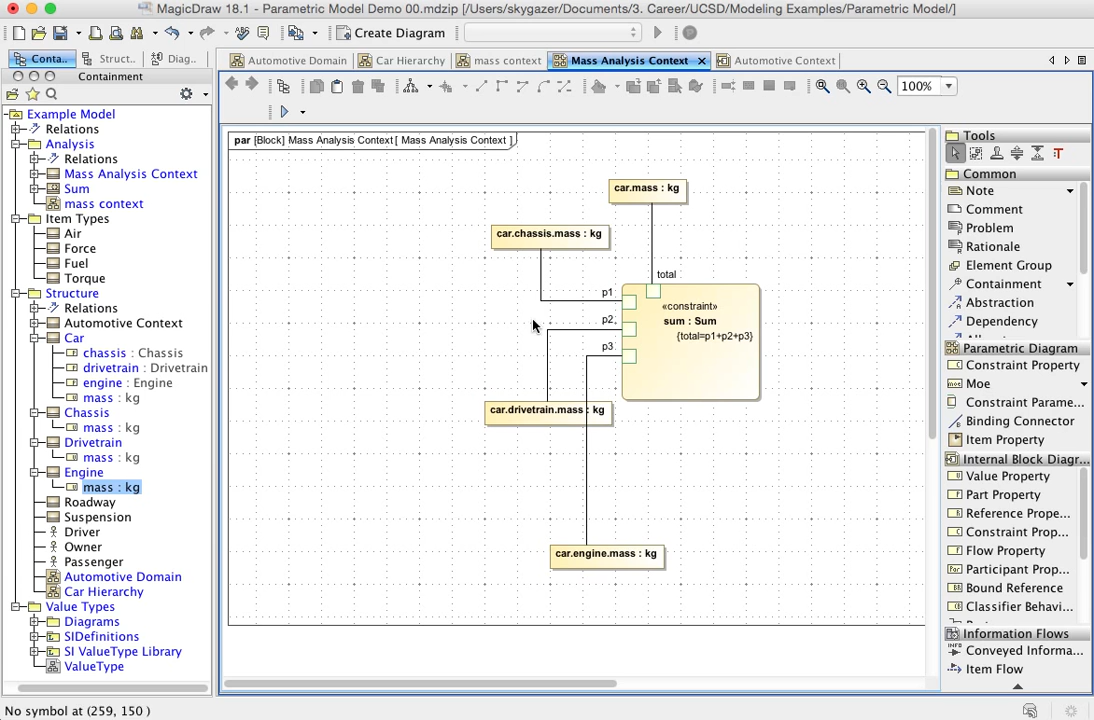 MagicDraw 18.1 - Parametric Model Demo 00.mdzip [/Users/skygazer/Documents/3. Career/UCSD/Modeling Examples/Parametric Model/]
Create Diagram
Conta..
Struct..
Diag..
Automotive Domain
Car Hierarchy
mass context
Mass Analysis Context
Automotive Context
Containment
100%
Example Model
Relations
Analysis
Relations
Mass Analysis Context
Sum
mass context
Item Types
Air
Force
Fuel
Torque
Structure
Relations
Automotive Context
Car
chassis : Chassis
drivetrain : Drivetrain
engine : Engine
mass : kg
Chassis
mass : kg
Drivetrain
mass : kg
Engine
mass : kg
Roadway
Suspension
Driver
Owner
Passenger
Automotive Domain
Car Hierarchy
Value Types
Diagrams
SIDefinitions
SI ValueType Library
ValueType
par [Block] Mass Analysis Context[ Mass Analysis Context ]
car.mass : kg
car.chassis.mass : kg
total
p1
«constraint»
sum : Sum
{total=p1+p2+p3}
p2
p3
car.drivetrain.mass : kg
car.engine.mass : kg
Tools
Common
Note
Comment
Problem
Rationale
Element Group
Containment
Abstraction
Dependency
Parametric Diagram
Constraint Property
Moe
Constraint Parame...
Binding Connector
Item Property
Internal Block Diagr...
Value Property
Part Property
Reference Prope...
Constraint Prop...
Flow Property
Participant Prop...
Bound Reference
Classifier Behavi...
Information Flows
Conveyed Informa...
Item Flow
No symbol at (259, 150 )